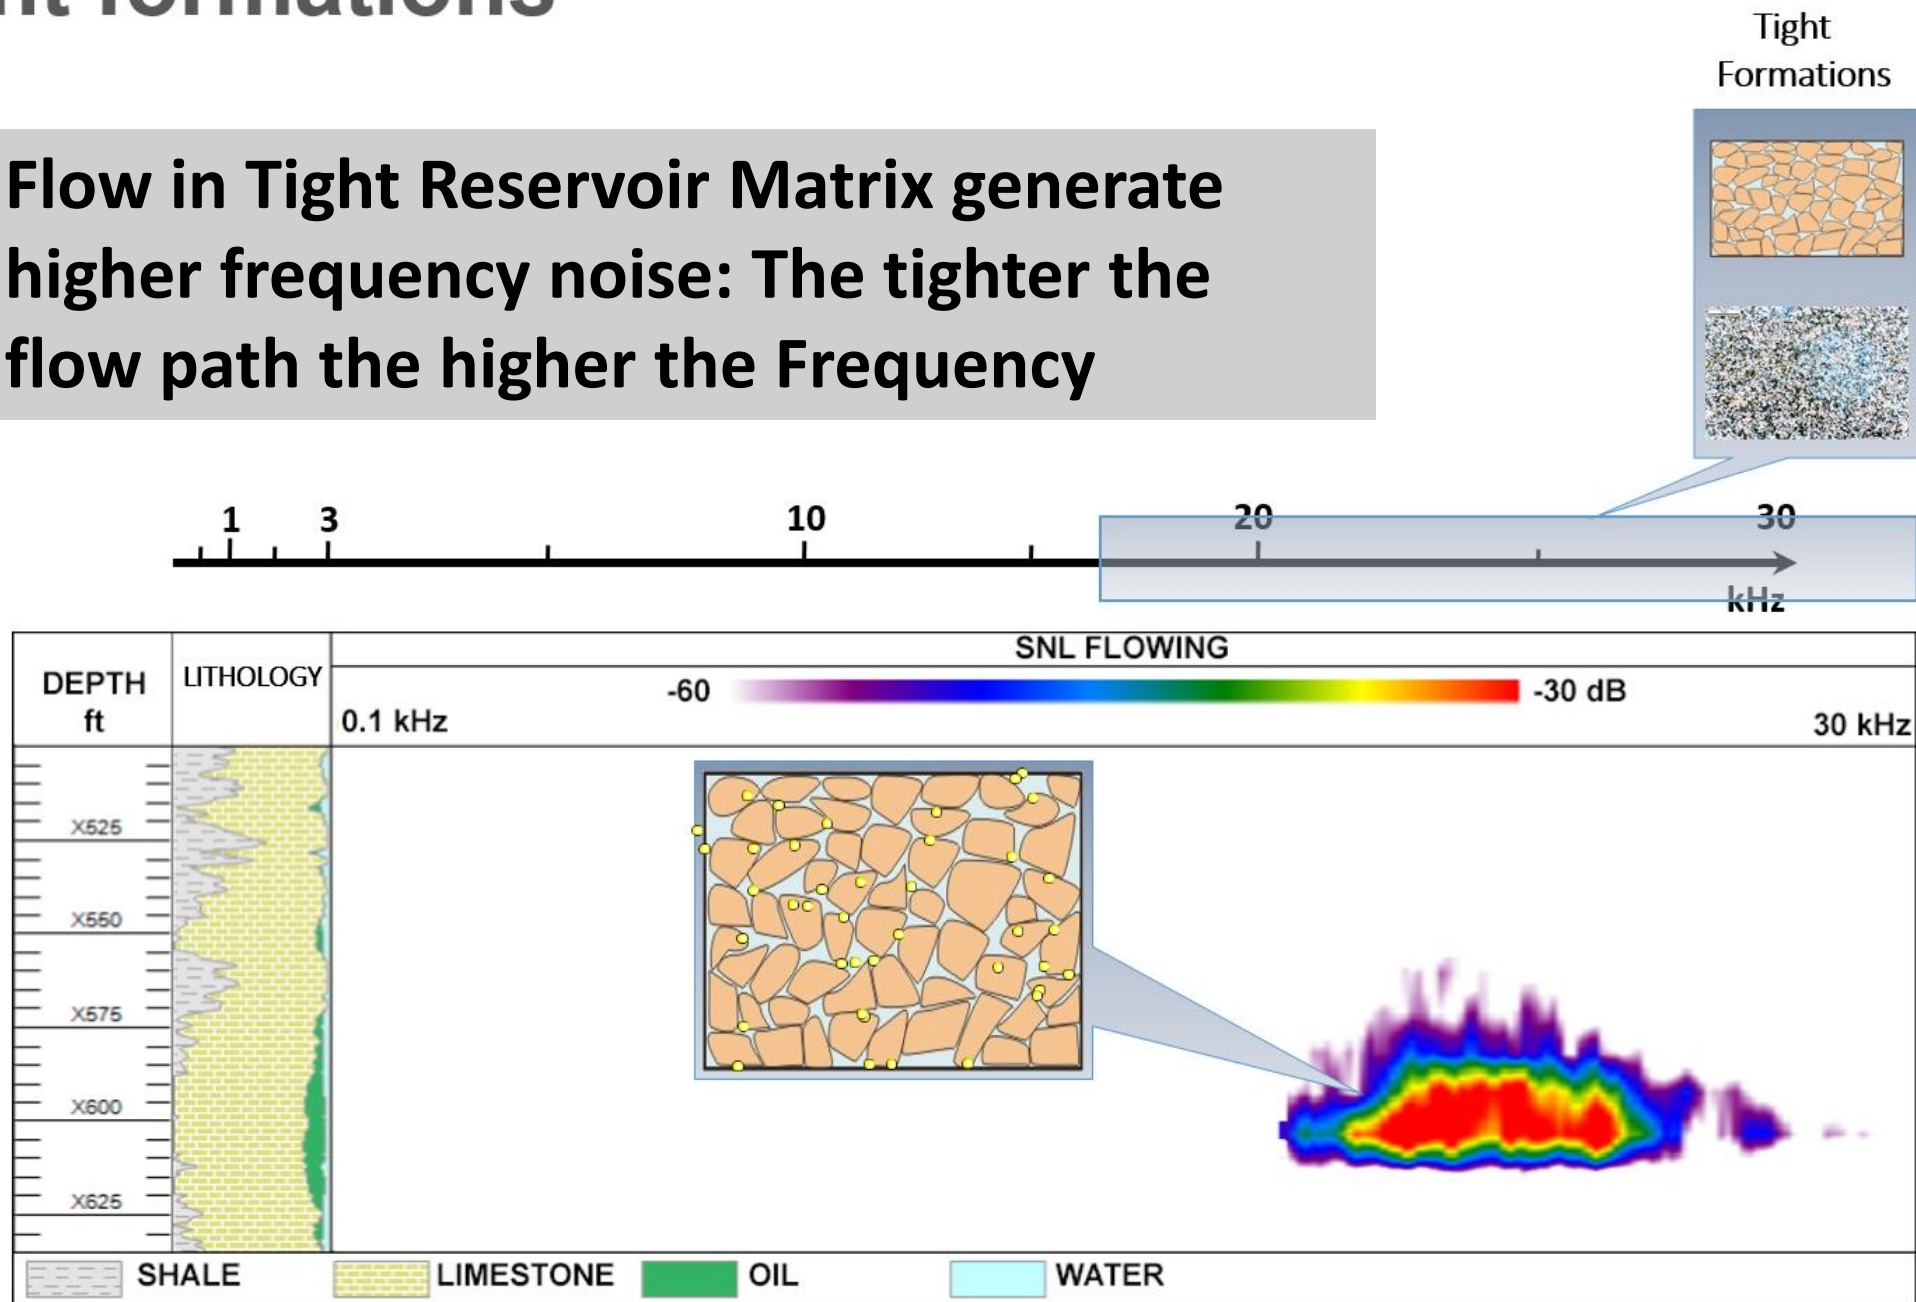 nt formations
Tight
Formations
Flow in Tight Reservoir Matrix generate
higher frequency noise: The tighter the
flow path the higher the Frequency
1 3 10 20 30
kHz
SNL FLOWING
DEPTH
ft
LITHOLOGY
-60 -30 dB
0.1 kHz 30 kHz
X525
X550
X575
X600
X625
SHALE LIMESTONE OIL WATER